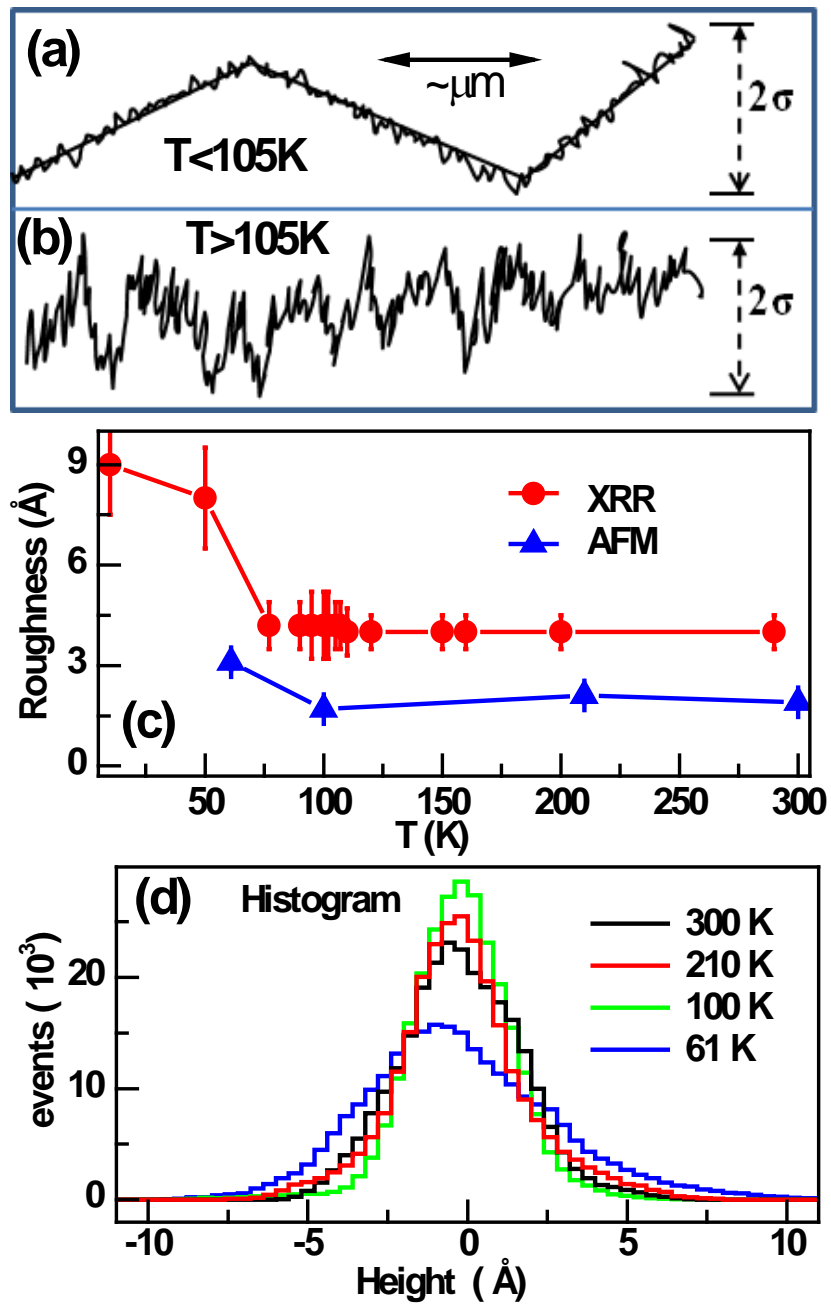 (a)
~μm
2σ
T<105K
(b)
T>105K
2σ
9
6
3
0
Roughness (Å)
XRR
AFM
(c)
50 100 150 200 250 300
T (K)
(d)
Histogram
300 K
210 K
100 K
61 K
20
10
0
events ( 10³)
-10 -5 0 5 10
Height ( Å)